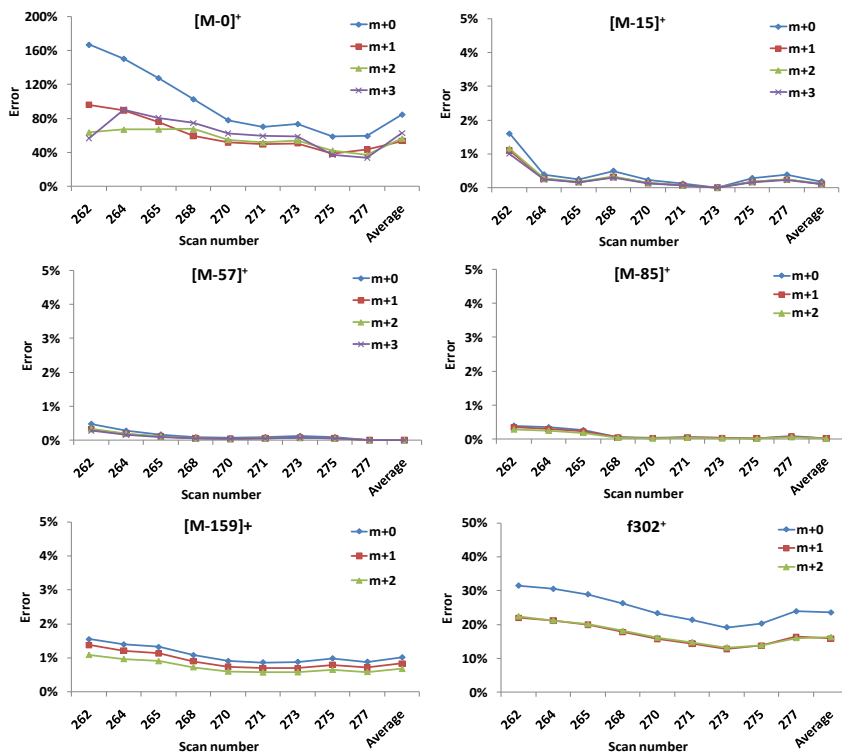 [M-0]⁺
200%
160%
120%
80%
40%
0%
Error
262 264 265 268 270 271 273 275 277 Average
Scan number
m+0
m+1
m+2
m+3
[M-15]⁺
5%
4%
3%
2%
1%
0%
Error
262 264 265 268 270 271 273 275 277 Average
Scan number
m+0
m+1
m+2
m+3
[M-57]⁺
5%
4%
3%
2%
1%
0%
Error
262 264 265 268 270 271 273 275 277 Average
Scan number
m+0
m+1
m+2
m+3
[M-85]⁺
5%
4%
3%
2%
1%
0%
Error
262 264 265 268 270 271 273 275 277 Average
Scan number
m+0
m+1
m+2
[M-159]+
5%
4%
3%
2%
1%
0%
Error
262 264 265 268 270 271 273 275 277 Average
Scan number
m+0
m+1
m+2
f302⁺
50%
40%
30%
20%
10%
0%
Error
262 264 265 268 270 271 273 275 277 Average
Scan number
m+0
m+1
m+2